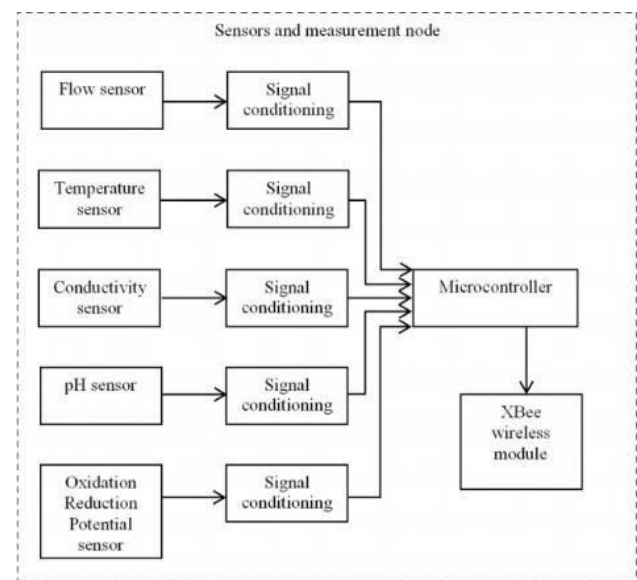 Sensors and measurement node
Flow sensor
Signal
conditioning
Temperature
sensor
Signal
conditioning
Conductivity
sensor
Signal
conditioning
Microcontroller
pH sensor
Signal
conditioning
XBee
wireless
module
Oxidation
Reduction
Potential
sensor
Signal
conditioning